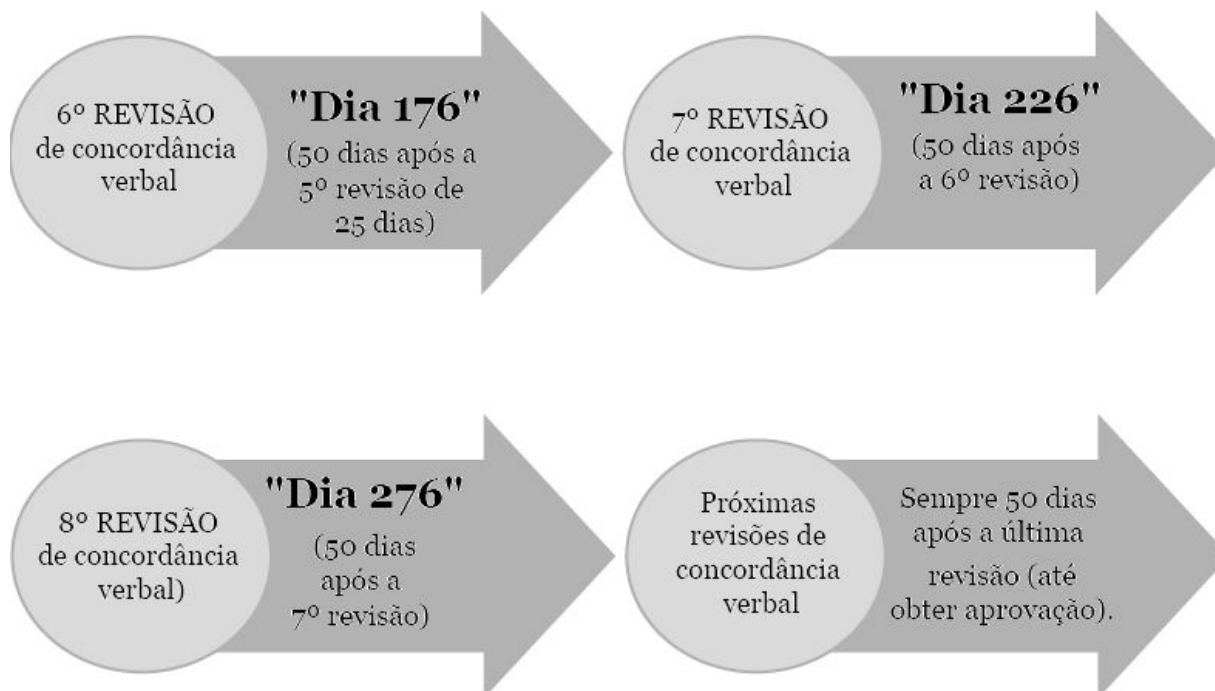 6º REVISÃO
de concordância
verbal
"Dia 176"
(50 dias após a
5º revisão de
25 dias)
7º REVISÃO
de concordância
verbal
"Dia 226"
(50 dias após
a 6º revisão)
8º REVISÃO
de concordância
verbal)
"Dia 276"
(50 dias
após a
7º revisão)
Próximas
revisões de
concordância
verbal
Sempre 50 dias
após a última
revisão (até
obter aprovação).